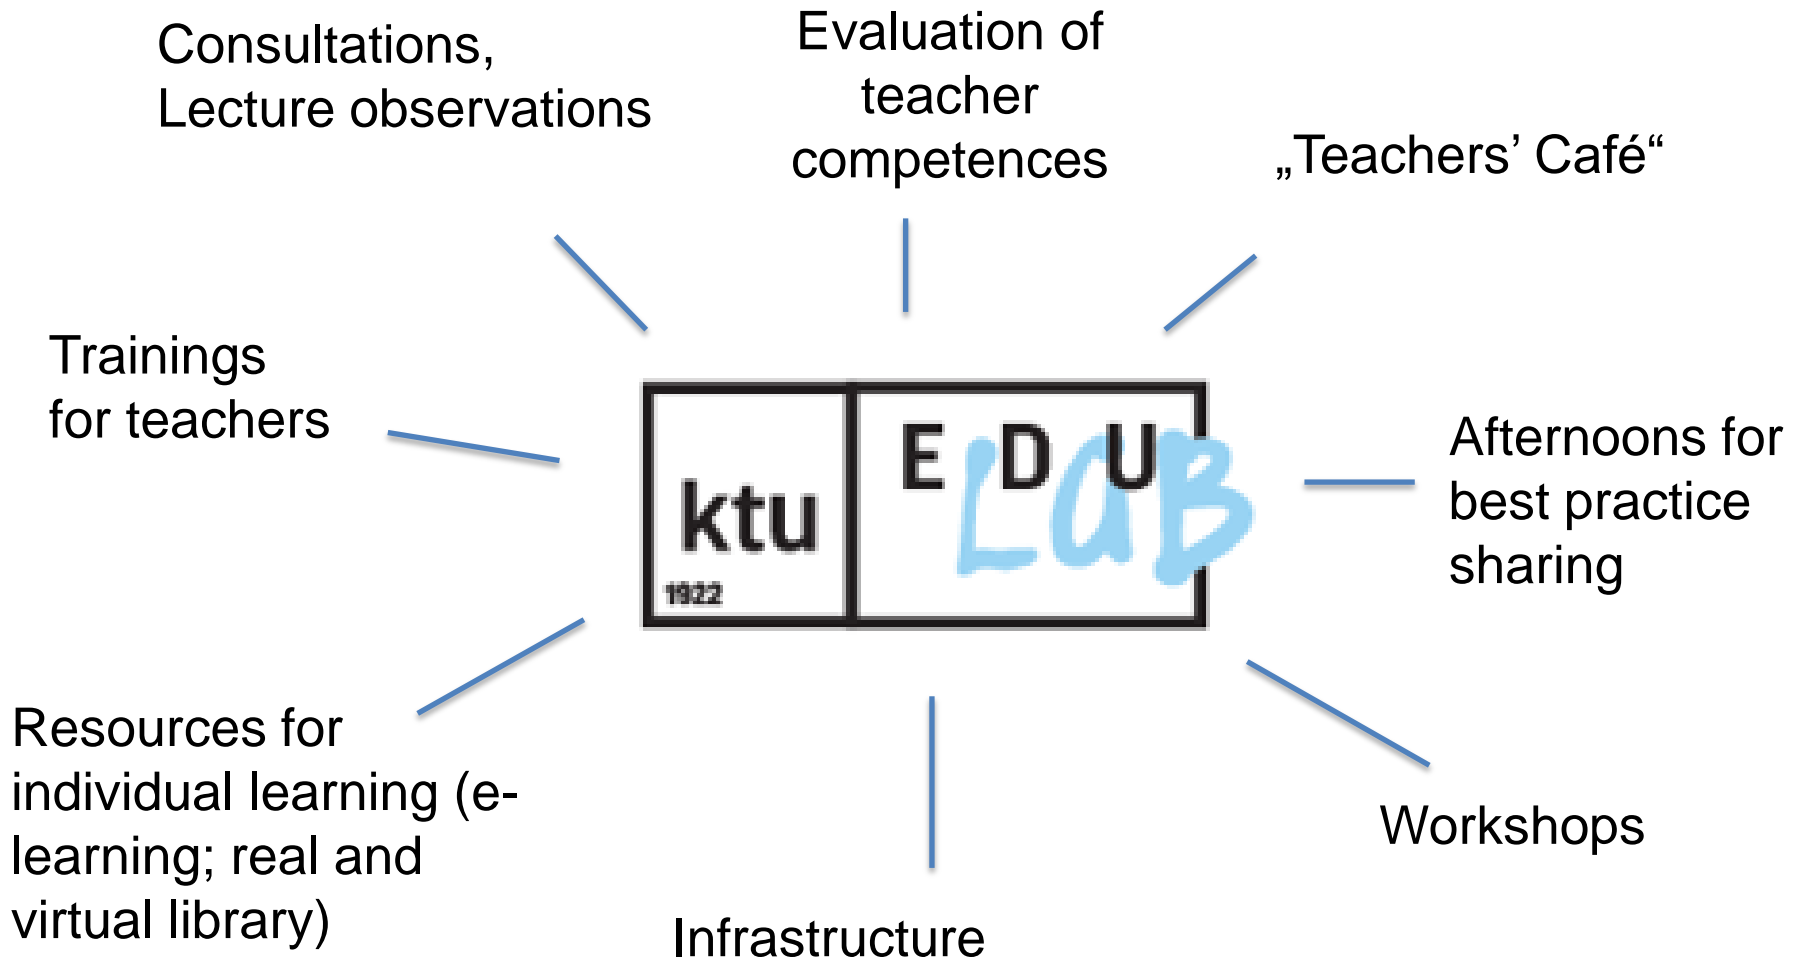 Consultations,
Lecture observations
Evaluation of
teacher
competences
„Teachers’ Café“
Trainings
for teachers
ktu
1922
E D U
LAB
Afternoons for
best practice
sharing
Resources for
individual learning (e-
learning; real and
virtual library)
Infrastructure
Workshops